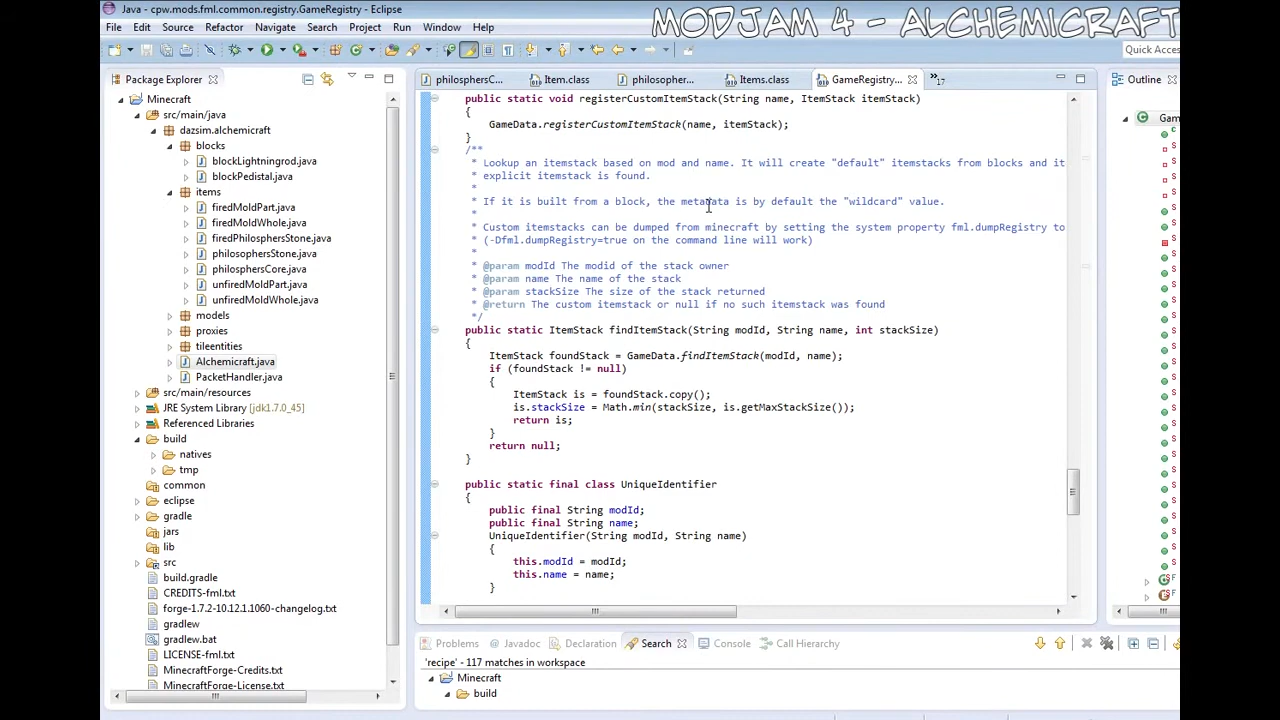 Java - cpw.mods.fml.common.registry.GameRegistry - Eclipse
MODJAM 4 - ALCHEMICRAFT
File Edit Source Refactor Navigate Search Project Run Window Help
Quick Acces
Package Explorer
Minecraft
src/main/java
dazsim.alchemicraft
blocks
blockLightningrod.java
blockPedistal.java
items
firedMoldPart.java
firedMoldWhole.java
firedPhilosphersStone.java
philosphersStone.java
philosphersCore.java
unfiredMoldPart.java
unfiredMoldWhole.java
models
proxies
tileentities
Alchemicraft.java
PacketHandler.java
src/main/resources
JRE System Library [jdk1.7.0_45]
Referenced Libraries
build
natives
tmp
common
eclipse
gradle
jars
lib
src
build.gradle
CREDITS-fml.txt
forge-1.7.2-10.12.1.1060-changelog.txt
gradlew
gradlew.bat
LICENSE-fml.txt
MinecraftForge-Credits.txt
MinecraftForge-License.txt
philosphersC... Item.class philosopher... Items.class GameRegistry... »17
public static void registerCustomItemStack(String name, ItemStack itemStack)
{
GameData.registerCustomItemStack(name, itemStack);
}
/**
* Lookup an itemstack based on mod and name. It will create "default" itemstacks from blocks and it
* explicit itemstack is found.
*
* If it is built from a block, the metadata is by default the "wildcard" value.
*
* Custom itemstacks can be dumped from minecraft by setting the system property fml.dumpRegistry to
* (-Dfml.dumpRegistry=true on the command line will work)
*
* @param modId The modid of the stack owner
* @param name The name of the stack
* @param stackSize The size of the stack returned
* @return The custom itemstack or null if no such itemstack was found
*/
public static ItemStack findItemStack(String modId, String name, int stackSize)
{
ItemStack foundStack = GameData.findItemStack(modId, name);
if (foundStack != null)
{
ItemStack is = foundStack.copy();
is.stackSize = Math.min(stackSize, is.getMaxStackSize());
return is;
}
return null;
}
public static final class UniqueIdentifier
{
public final String modId;
public final String name;
UniqueIdentifier(String modId, String name)
{
this.modId = modId;
this.name = name;
}
Outline
Gam
Problems Javadoc Declaration Search Console Call Hierarchy
'recipe' - 117 matches in workspace
Minecraft
build